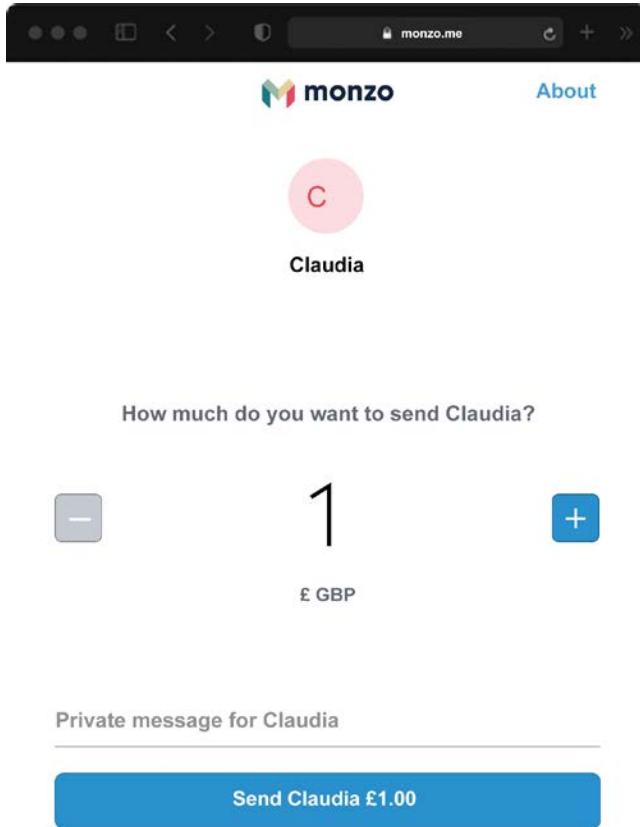 monzo.me
monzo
About
C
Claudia
How much do you want to send Claudia?
1
£ GBP
Private message for Claudia
Send Claudia £1.00